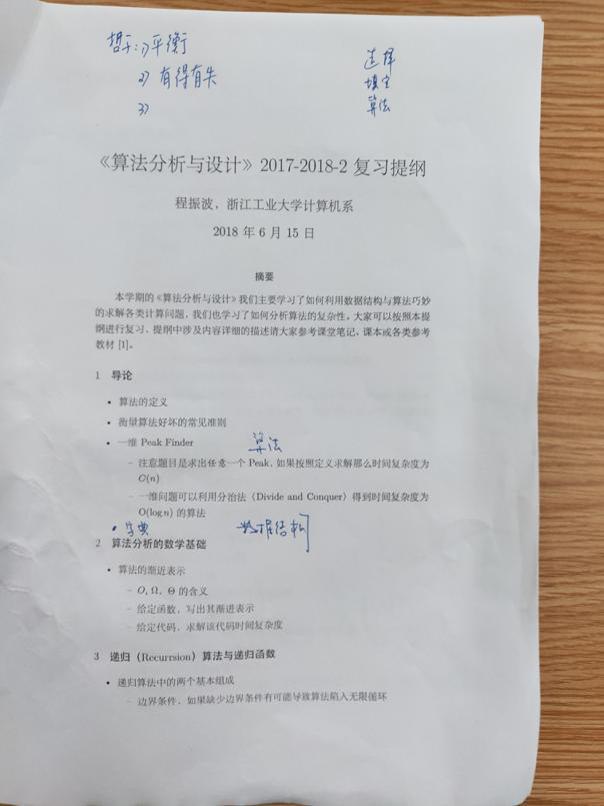 哲学:1)平衡
2) 有得有失
3)
选择
填空
算法
《算法分析与设计》2017-2018-2 复习提纲
程振波，浙江工业大学计算机系
2018 年 6 月 15 日
摘要
本学期的《算法分析与设计》我们主要学习了如何利用数据结构与算法巧妙
的求解各类计算问题，我们也学习了如何分析算法的复杂性。大家可以按照本提
纲进行复习，提纲中涉及内容详细的描述请大家参考课堂笔记、课本或各类参考
教材 [1]。
1 导论
• 算法的定义
• 衡量算法好坏的常见准则
• 一维 Peak Finder 算法
– 注意题目是求出任意一个 Peak，如果按照定义求解那么时间复杂度为
O(n)
– 一维问题可以利用分治法（Divide and Conquer）得到时间复杂度为
O(log n) 的算法
• 字典 数据结构
2 算法分析的数学基础
• 算法的渐近表示
– O, Ω, Θ 的含义
– 给定函数，写出其渐进表示
– 给定代码，求解该代码时间复杂度
3 递归（Recurrsion）算法与递归函数
• 递归算法中的两个基本组成
– 边界条件，如果缺少边界条件有可能导致算法陷入无限循环